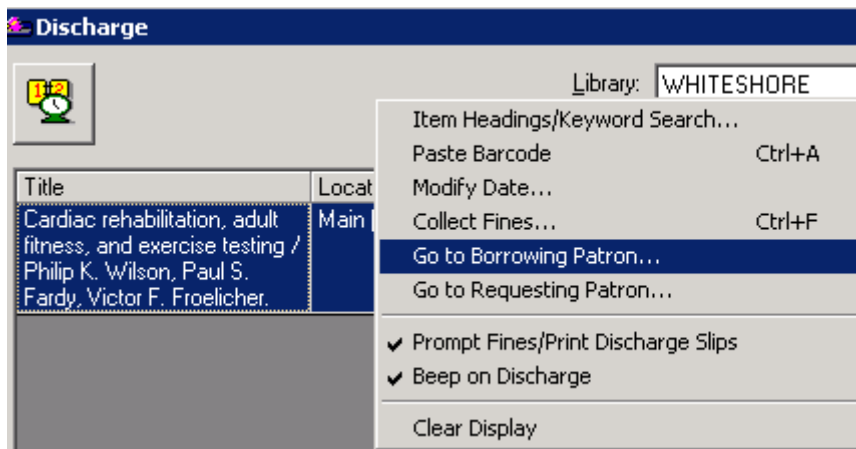 Discharge
1#2
Library: WHITESHORE
Item Headings/Keyword Search...
Paste Barcode Ctrl+A
Modify Date...
Collect Fines... Ctrl+F
Go to Borrowing Patron...
Go to Requesting Patron...
Prompt Fines/Print Discharge Slips
Beep on Discharge
Clear Display
Title Locat
Cardiac rehabilitation, adult Main
fitness, and exercise testing /
Philip K. Wilson, Paul S.
Fardy, Victor F. Froelicher.